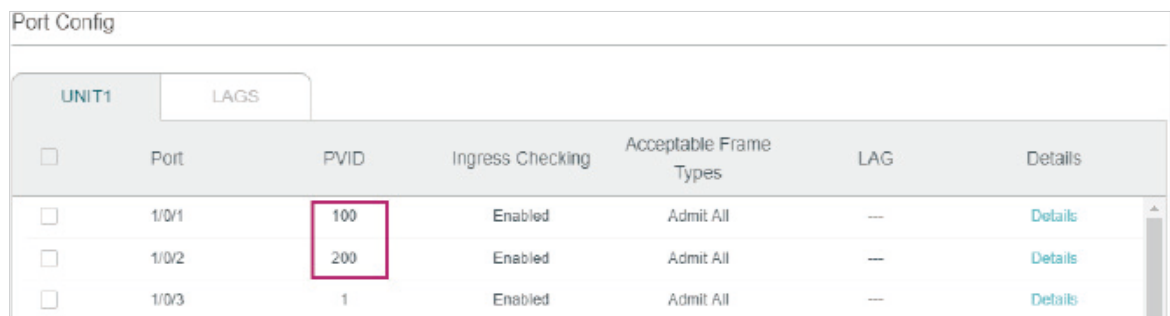 Port Config
UNIT1 LAGS
Port PVID Ingress Checking Acceptable Frame Types LAG Details
1/0/1 100 Enabled Admit All --- Details
1/0/2 200 Enabled Admit All --- Details
1/0/3 1 Enabled Admit All --- Details